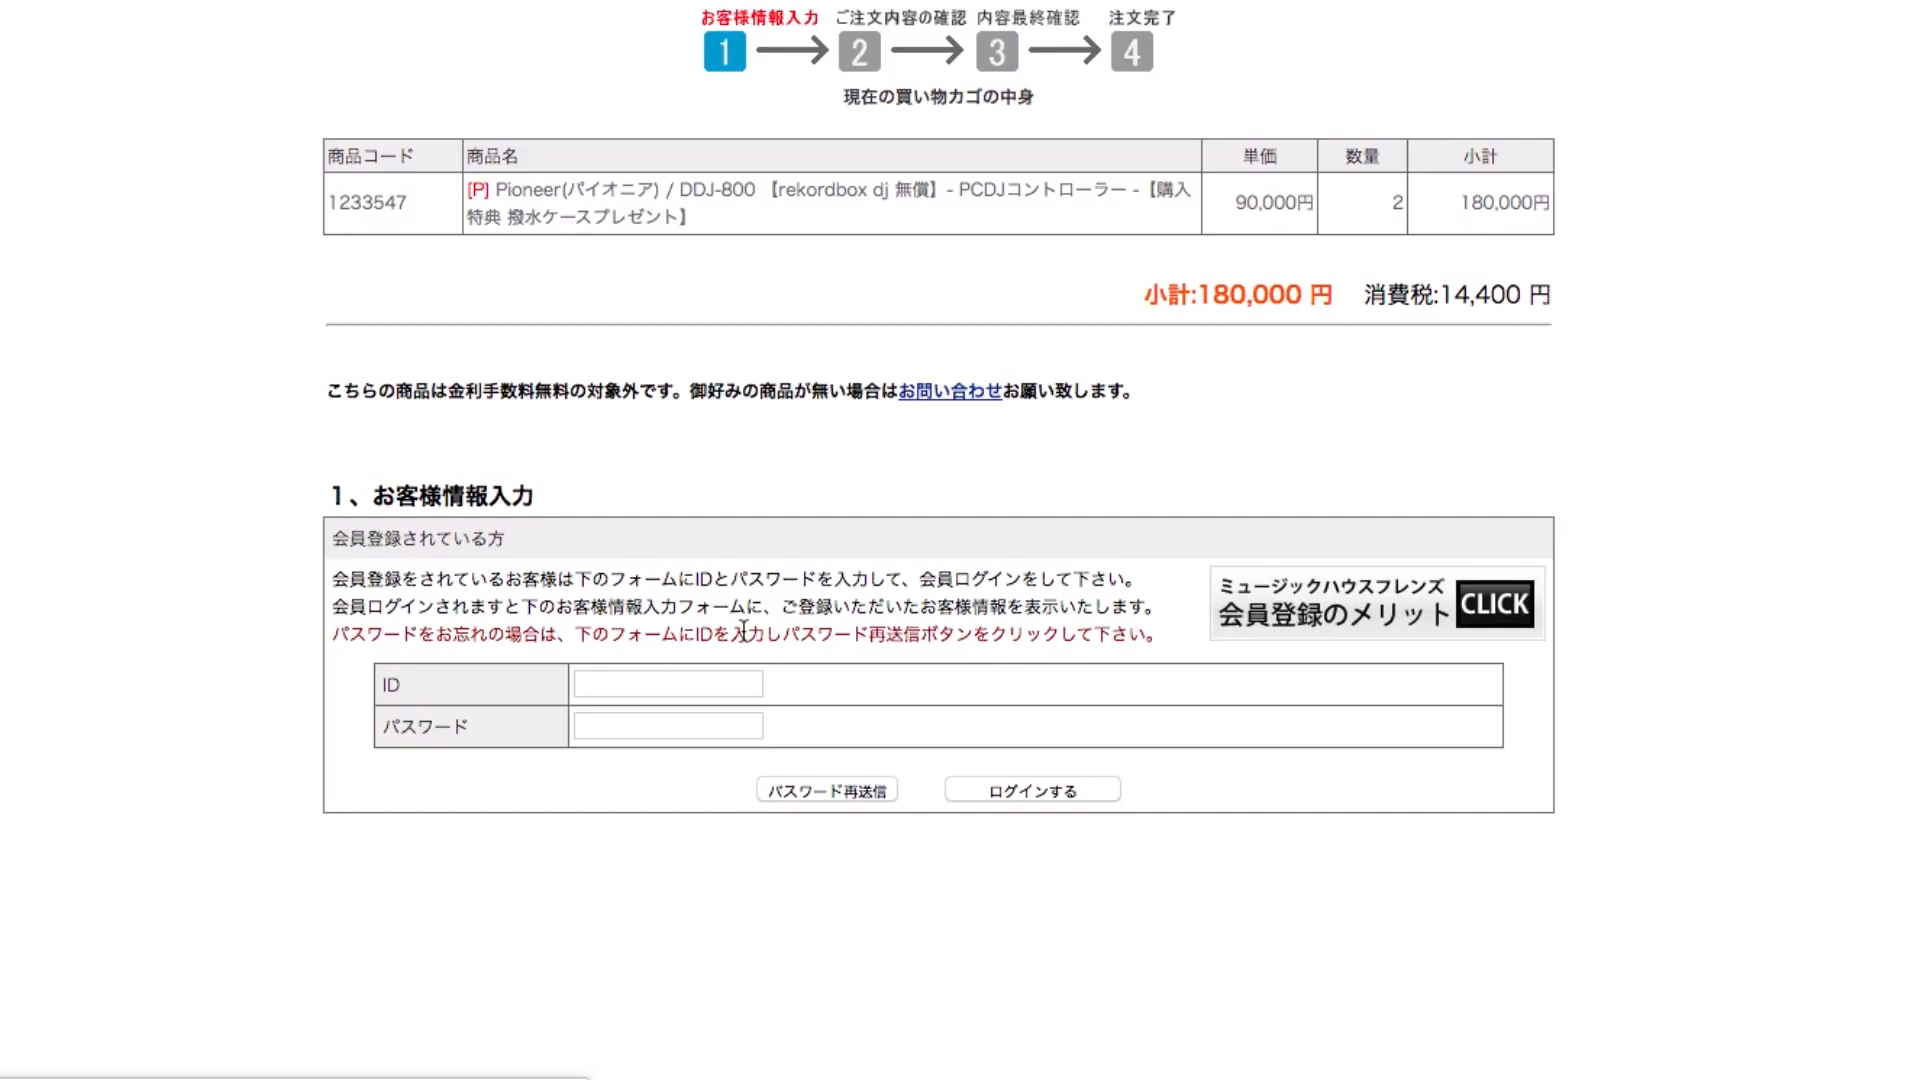 お客様情報入力 ご注文内容の確認 内容最終確認 注文完了
1 2 3 4
現在の買い物カゴの中身
商品コード 商品名 単価 数量 小計
1233547 [P] Pioneer(パイオニア) / DDJ-800 【rekordbox dj 無償】- PCDJコントローラー -【購入
特典 撥水ケースプレゼント】 90,000円 2 180,000円
小計:180,000 円 消費税:14,400 円
こちらの商品は金利手数料無料の対象外です。御好みの商品が無い場合はお問い合わせお願い致します。
1、お客様情報入力
会員登録されている方
会員登録をされているお客様は下のフォームにIDとパスワードを入力して、会員ログインをして下さい。
会員ログインされますと下のお客様情報入力フォームに、ご登録いただいたお客様情報を表示いたします。
パスワードをお忘れの場合は、下のフォームにIDを入力しパスワード再送信ボタンをクリックして下さい。
ミュージックハウスフレンズ
会員登録のメリット CLICK
ID
パスワード
パスワード再送信 ログインする